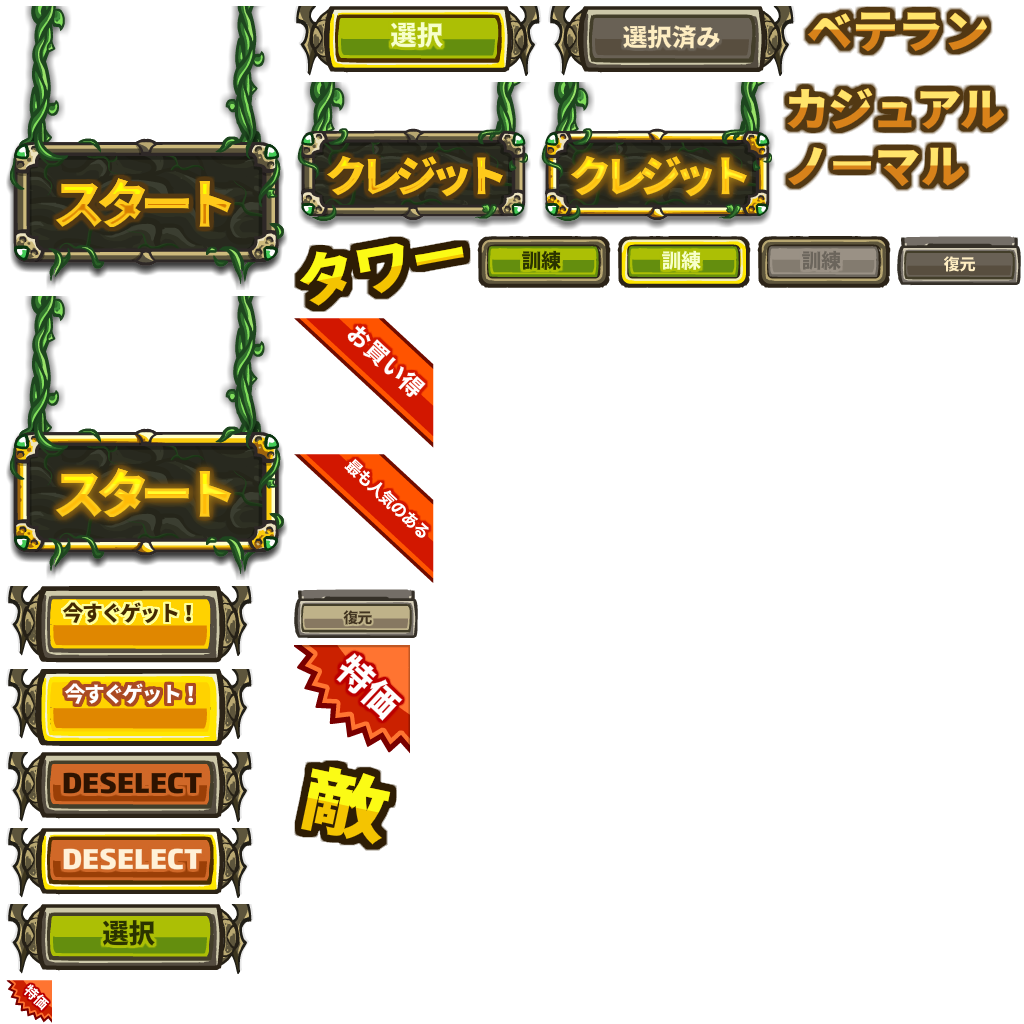 選択
選択済み
ベテラン
カジュアル
ノーマル
スタート
クレジット
クレジット
タワー
訓練
訓練
訓練
復元
お買い得
最も人気のある
スタート
今すぐゲット！
今すぐゲット！
DESELECT
DESELECT
選択
特価
復元
特価
敵